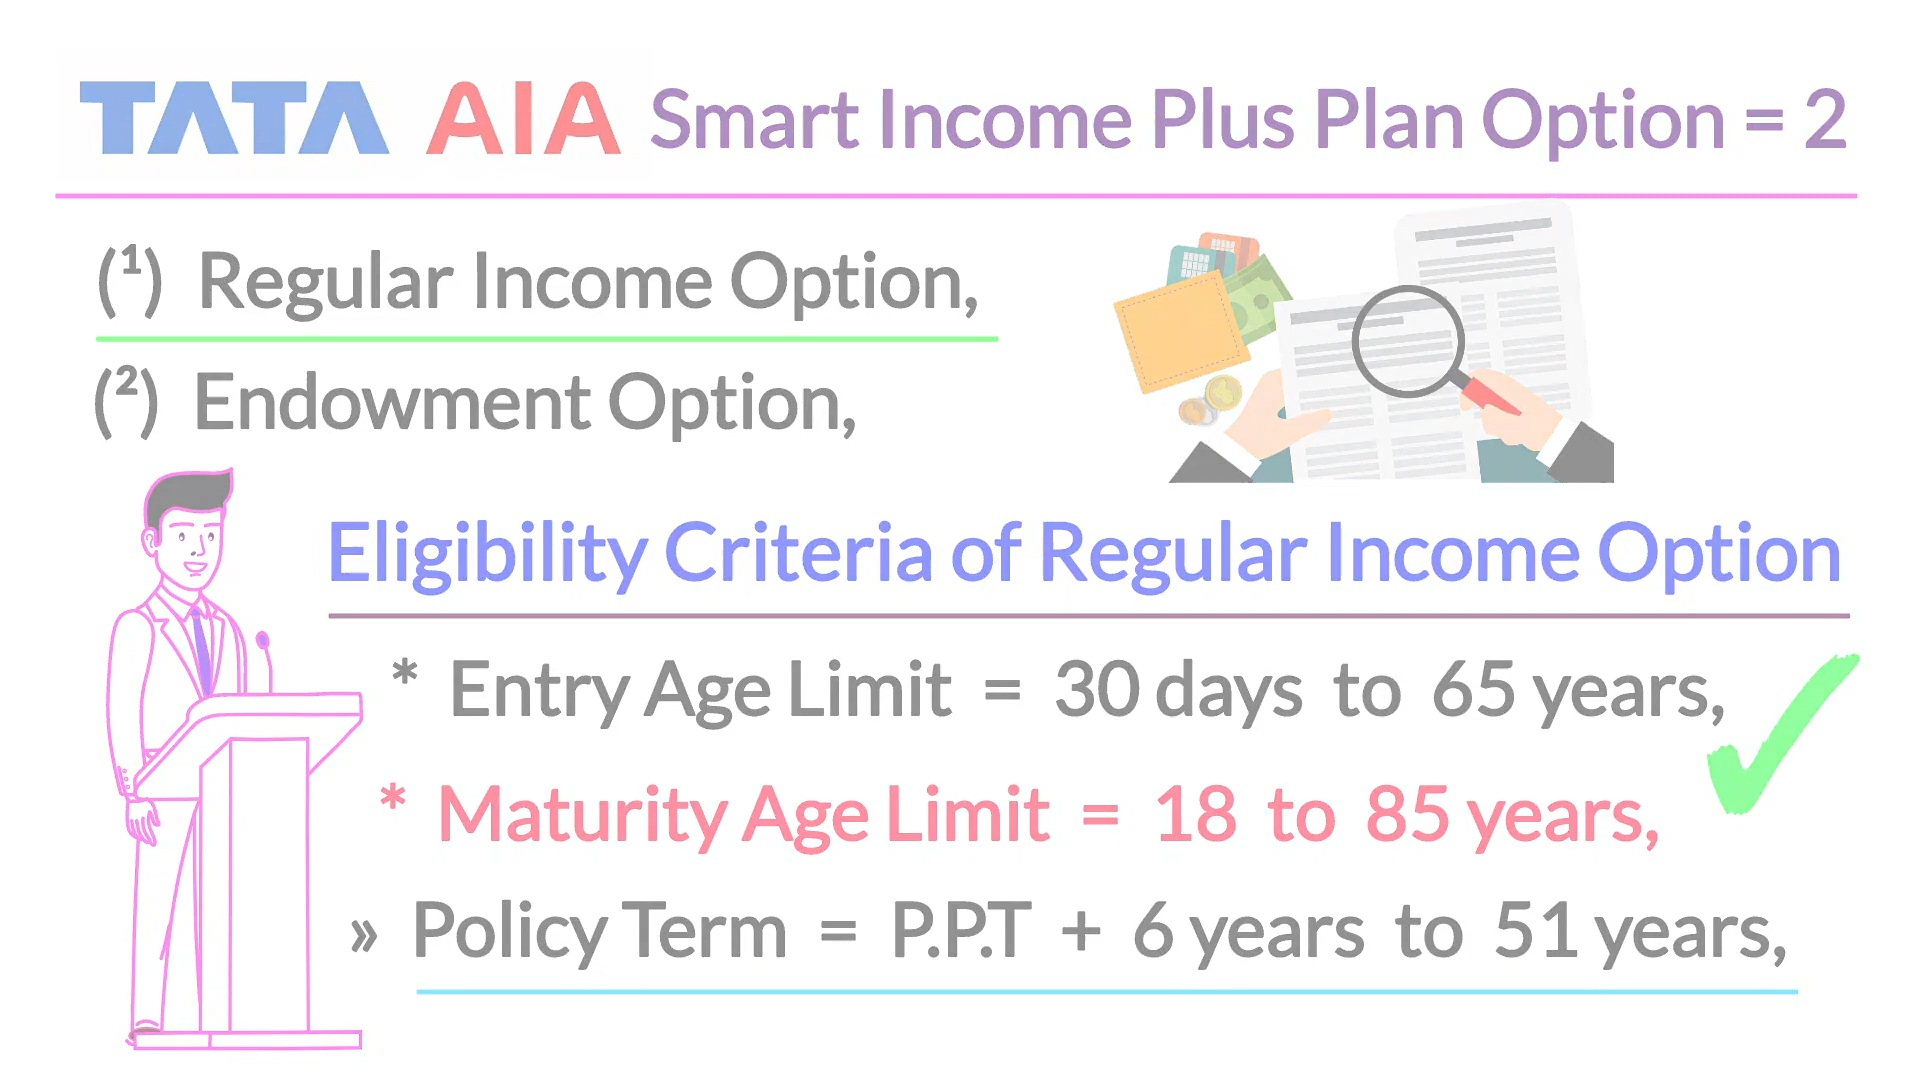 TATA AIA Smart Income Plus Plan Option = 2
(¹) Regular Income Option,
(²) Endowment Option,
Eligibility Criteria of Regular Income Option
* Entry Age Limit = 30 days to 65 years,
* Maturity Age Limit = 18 to 85 years,
» Policy Term = P.P.T + 6 years to 51 years,